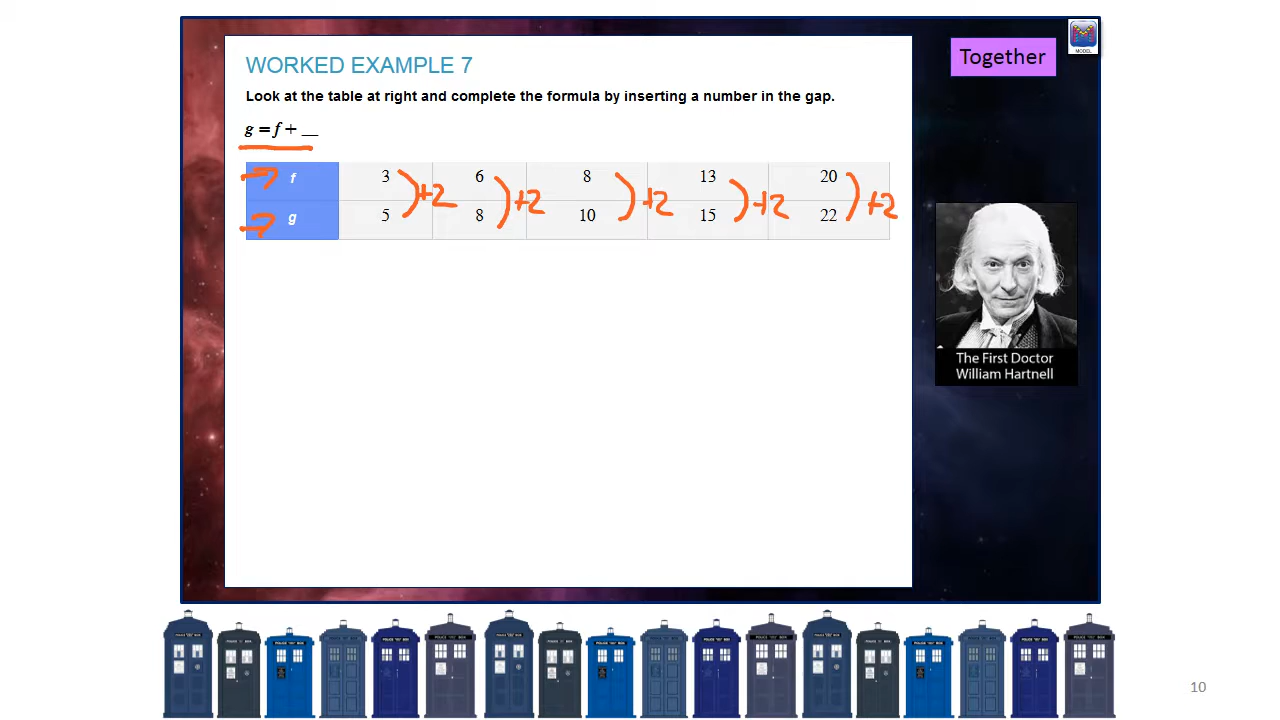 Together
MODEL
WORKED EXAMPLE 7
Look at the table at right and complete the formula by inserting a number in the gap.
g = f + __
f 3 6 8 13 20
+2 +2 +2 +2 +2
g 5 8 10 15 22
The First Doctor
William Hartnell
10